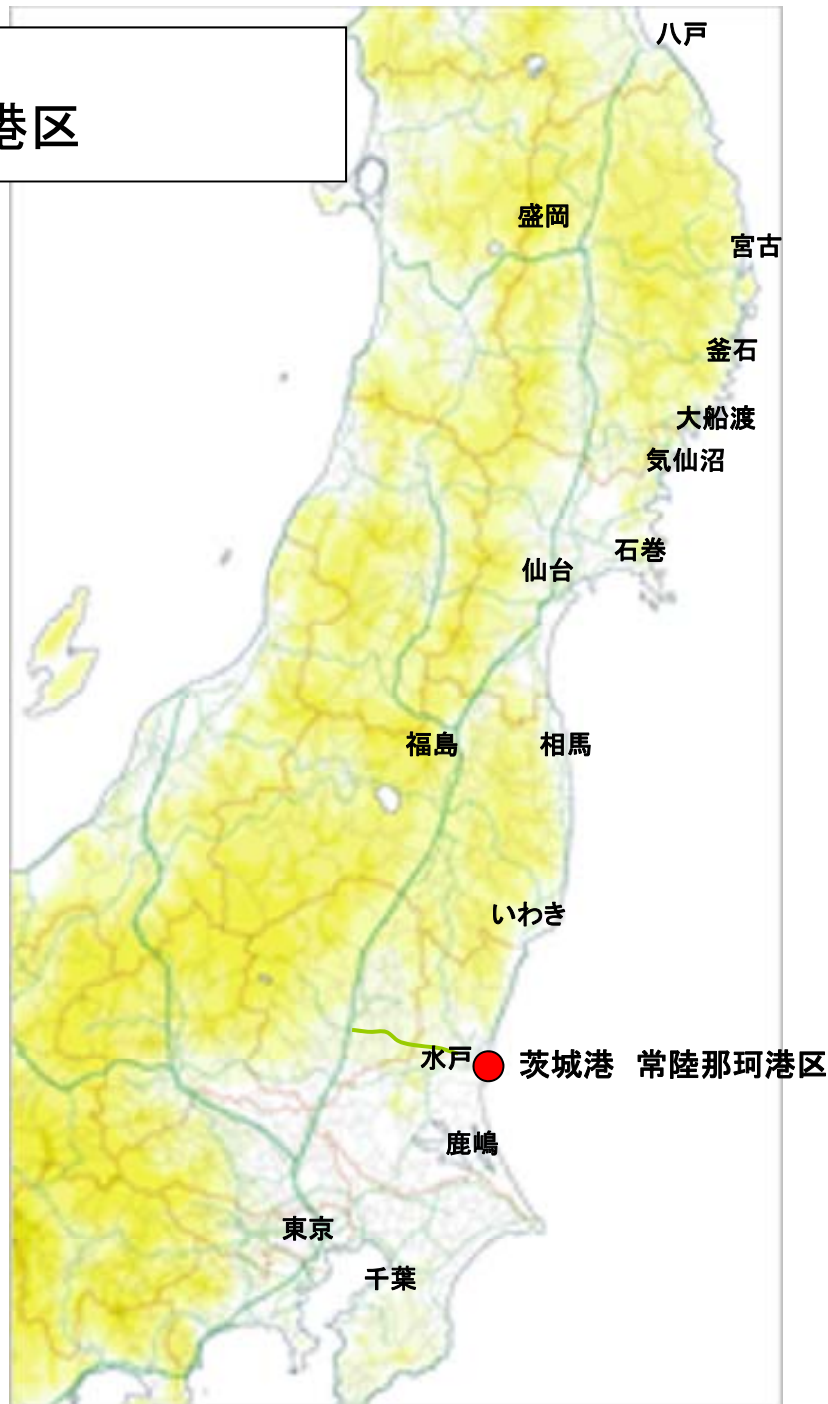 八戸
港区
盛岡
宮古
釜石
大船渡
気仙沼
石巻
仙台
福島
相馬
いわき
水戸
茨城港 常陸那珂港区
鹿嶋
東京
千葉